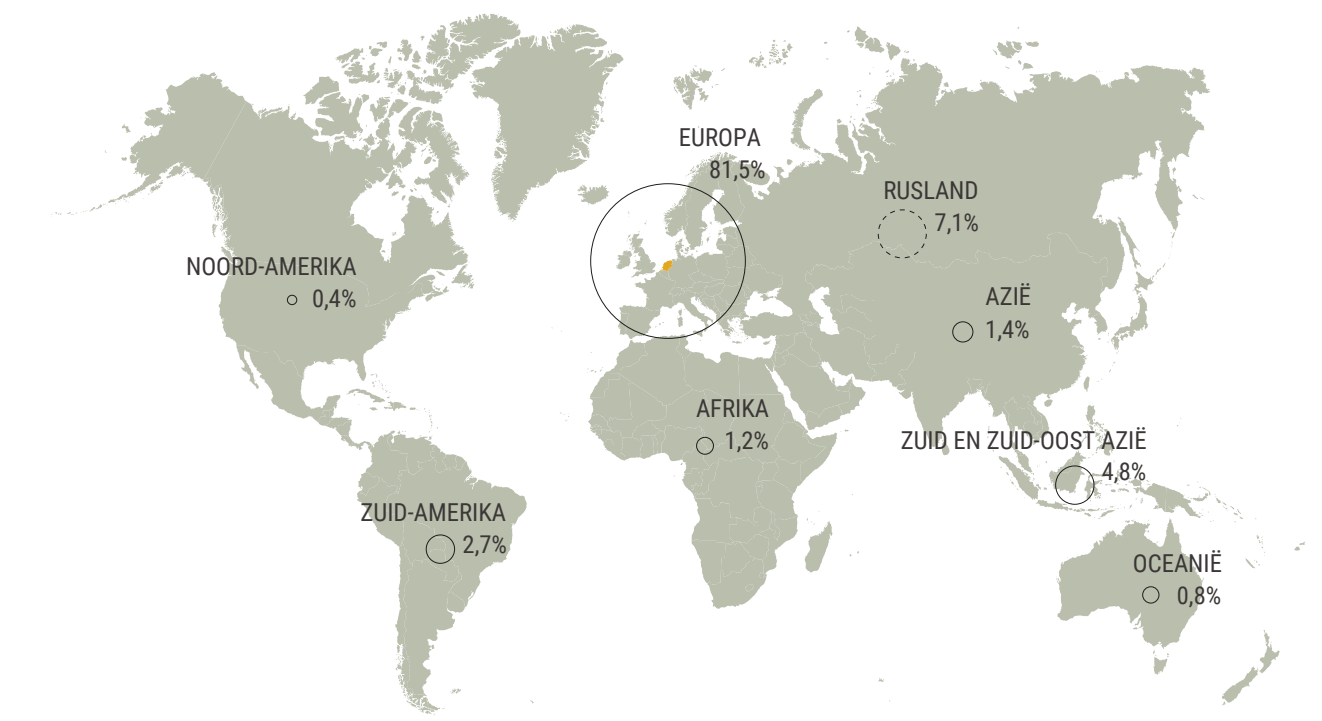 EUROPA
81,5%
RUSLAND
7,1%
NOORD-AMERIKA
0,4%
AZIË
1,4%
AFRIKA
1,2%
ZUID EN ZUID-OOST AZIË
4,8%
ZUID-AMERIKA
2,7%
OCEANIË
0,8%